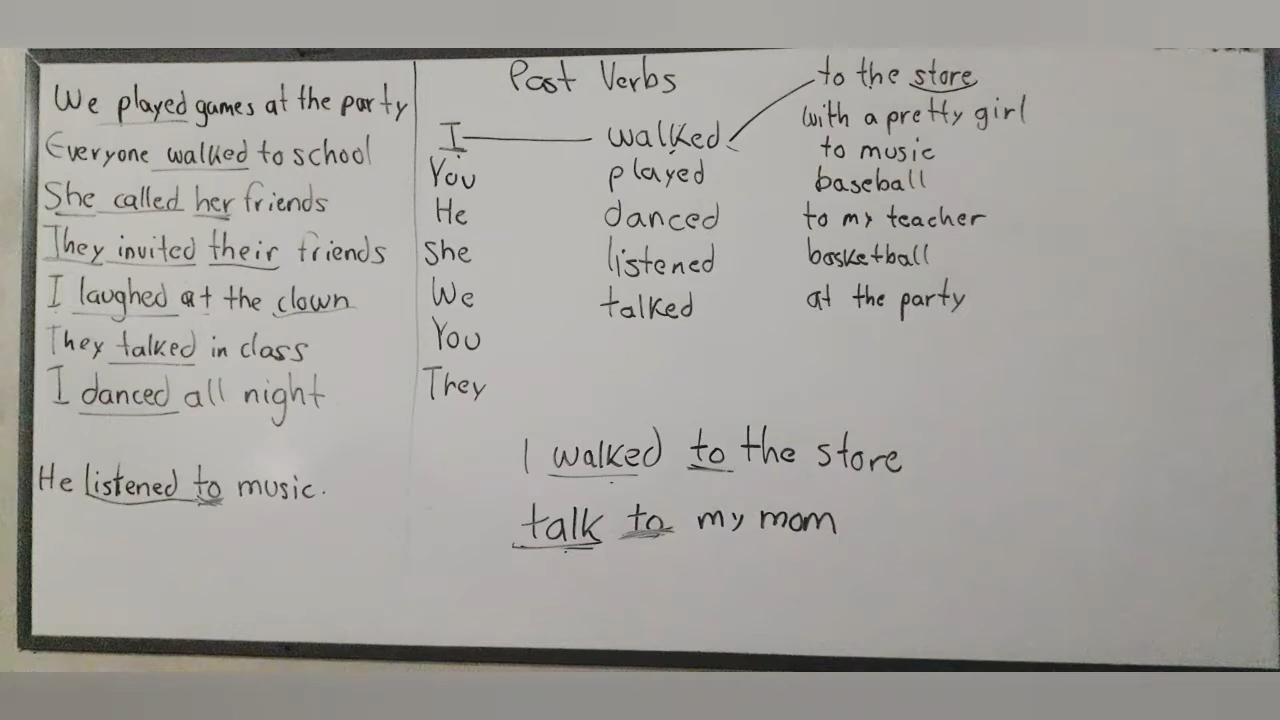 We played games at the party
Everyone walked to school
She called her friends
They invited their friends
I laughed at the clown
They talked in class
I danced all night
He listened to music.
Past Verbs
I walked to the store
You played with a pretty girl
He danced to music
She listened baseball
We talked to my teacher
You basketball
They at the party
I walked to the store
talk to my mom